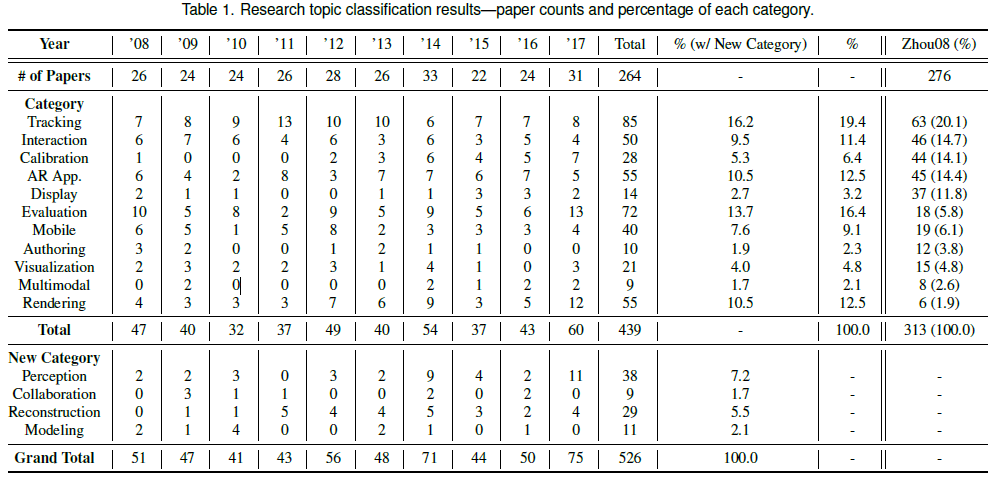 Table 1. Research topic classification results—paper counts and percentage of each category.
Year '08 '09 '10 '11 '12 '13 '14 '15 '16 '17 Total % (w/ New Category) % Zhou08 (%)
# of Papers 26 24 24 26 28 26 33 22 24 31 264 - - 276
Category
Tracking 7 8 9 13 10 10 6 7 7 8 85 16.2 19.4 63 (20.1)
Interaction 6 7 6 4 6 3 6 3 5 4 50 9.5 11.4 46 (14.7)
Calibration 1 0 0 0 2 3 6 4 5 7 28 5.3 6.4 44 (14.1)
AR App. 6 4 2 8 3 7 7 6 7 5 55 10.5 12.5 45 (14.4)
Display 2 1 1 0 0 1 1 3 3 2 14 2.7 3.2 37 (11.8)
Evaluation 10 5 8 2 9 5 9 5 6 13 72 13.7 16.4 18 (5.8)
Mobile 6 5 1 5 8 2 3 3 3 4 40 7.6 9.1 19 (6.1)
Authoring 3 2 0 0 1 2 1 1 0 0 10 1.9 2.3 12 (3.8)
Visualization 2 3 2 2 3 1 4 1 0 3 21 4.0 4.8 15 (4.8)
Multimodal 0 2 0 0 0 0 2 1 2 2 9 1.7 2.1 8 (2.6)
Rendering 4 3 3 3 7 6 9 3 5 12 55 10.5 12.5 6 (1.9)
Total 47 40 32 37 49 40 54 37 43 60 439 - 100.0 313 (100.0)
New Category
Perception 2 2 3 0 3 2 9 4 2 11 38 7.2 - -
Collaboration 0 3 1 1 0 0 2 0 2 0 9 1.7 - -
Reconstruction 0 1 1 5 4 4 5 3 2 4 29 5.5 - -
Modeling 2 1 4 0 0 2 1 0 1 0 11 2.1 - -
Grand Total 51 47 41 43 56 48 71 44 50 75 526 100.0 - -